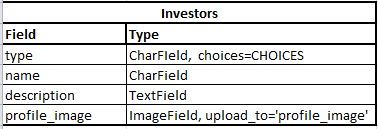 Investors
Field Type
type CharFIeld, choices=CHOICES
name CharField
description TextField
profile_image ImageField, upload_to='profile_image'